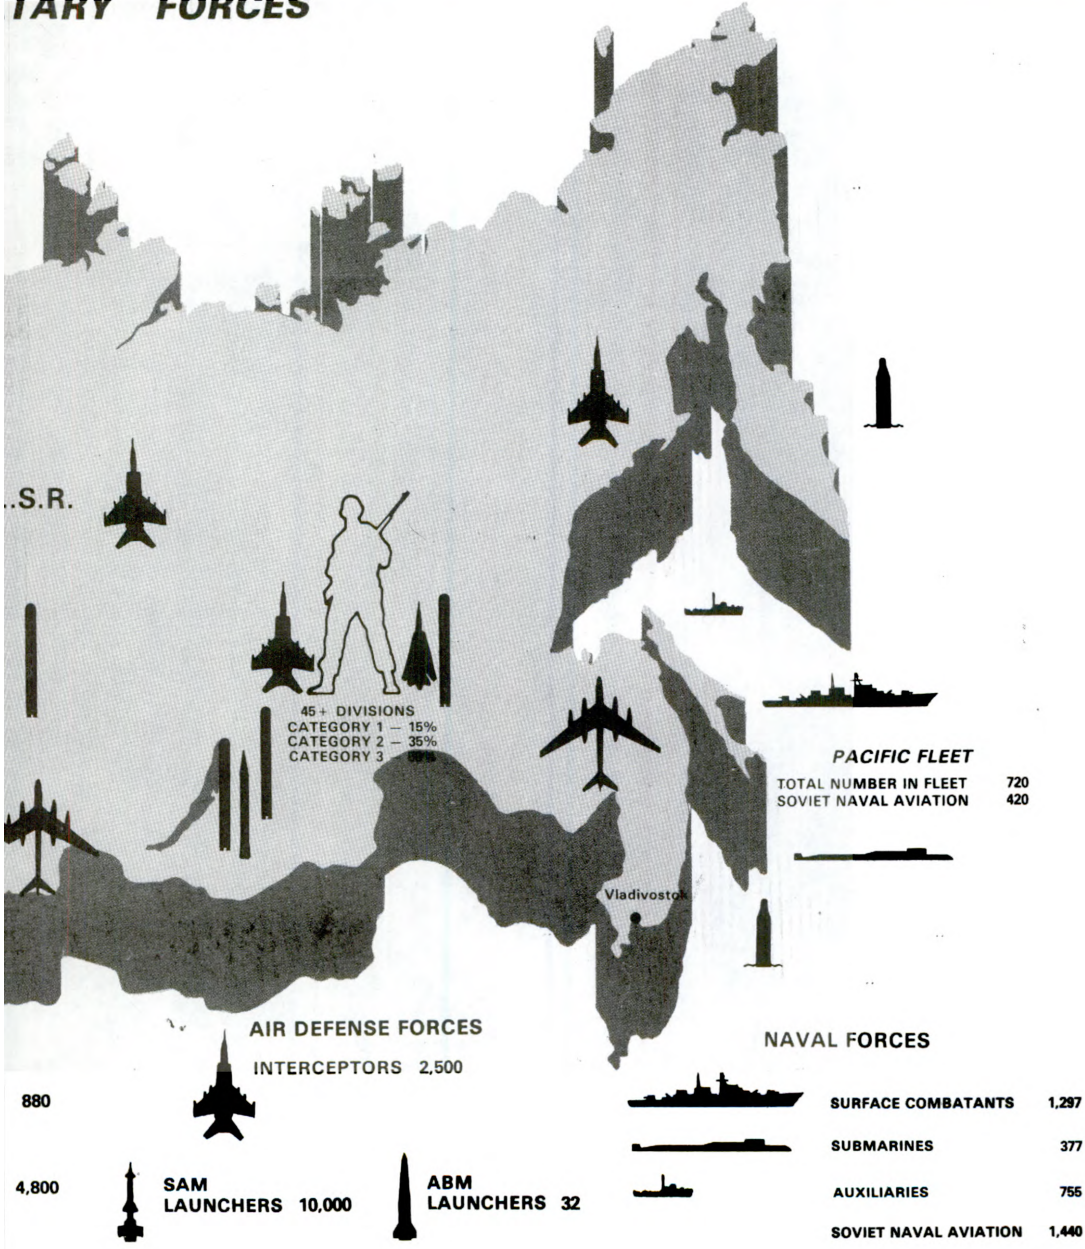 TARY FORCES
.S.R.
45+ DIVISIONS
CATEGORY 1 – 15%
CATEGORY 2 – 35%
CATEGORY 3 –
PACIFIC FLEET
TOTAL NUMBER IN FLEET 720
SOVIET NAVAL AVIATION 420
Vladivostok
AIR DEFENSE FORCES
INTERCEPTORS 2,500
880
4,800
SAM
LAUNCHERS 10,000
ABM
LAUNCHERS 32
NAVAL FORCES
SURFACE COMBATANTS 1,297
SUBMARINES 377
AUXILIARIES 755
SOVIET NAVAL AVIATION 1,440